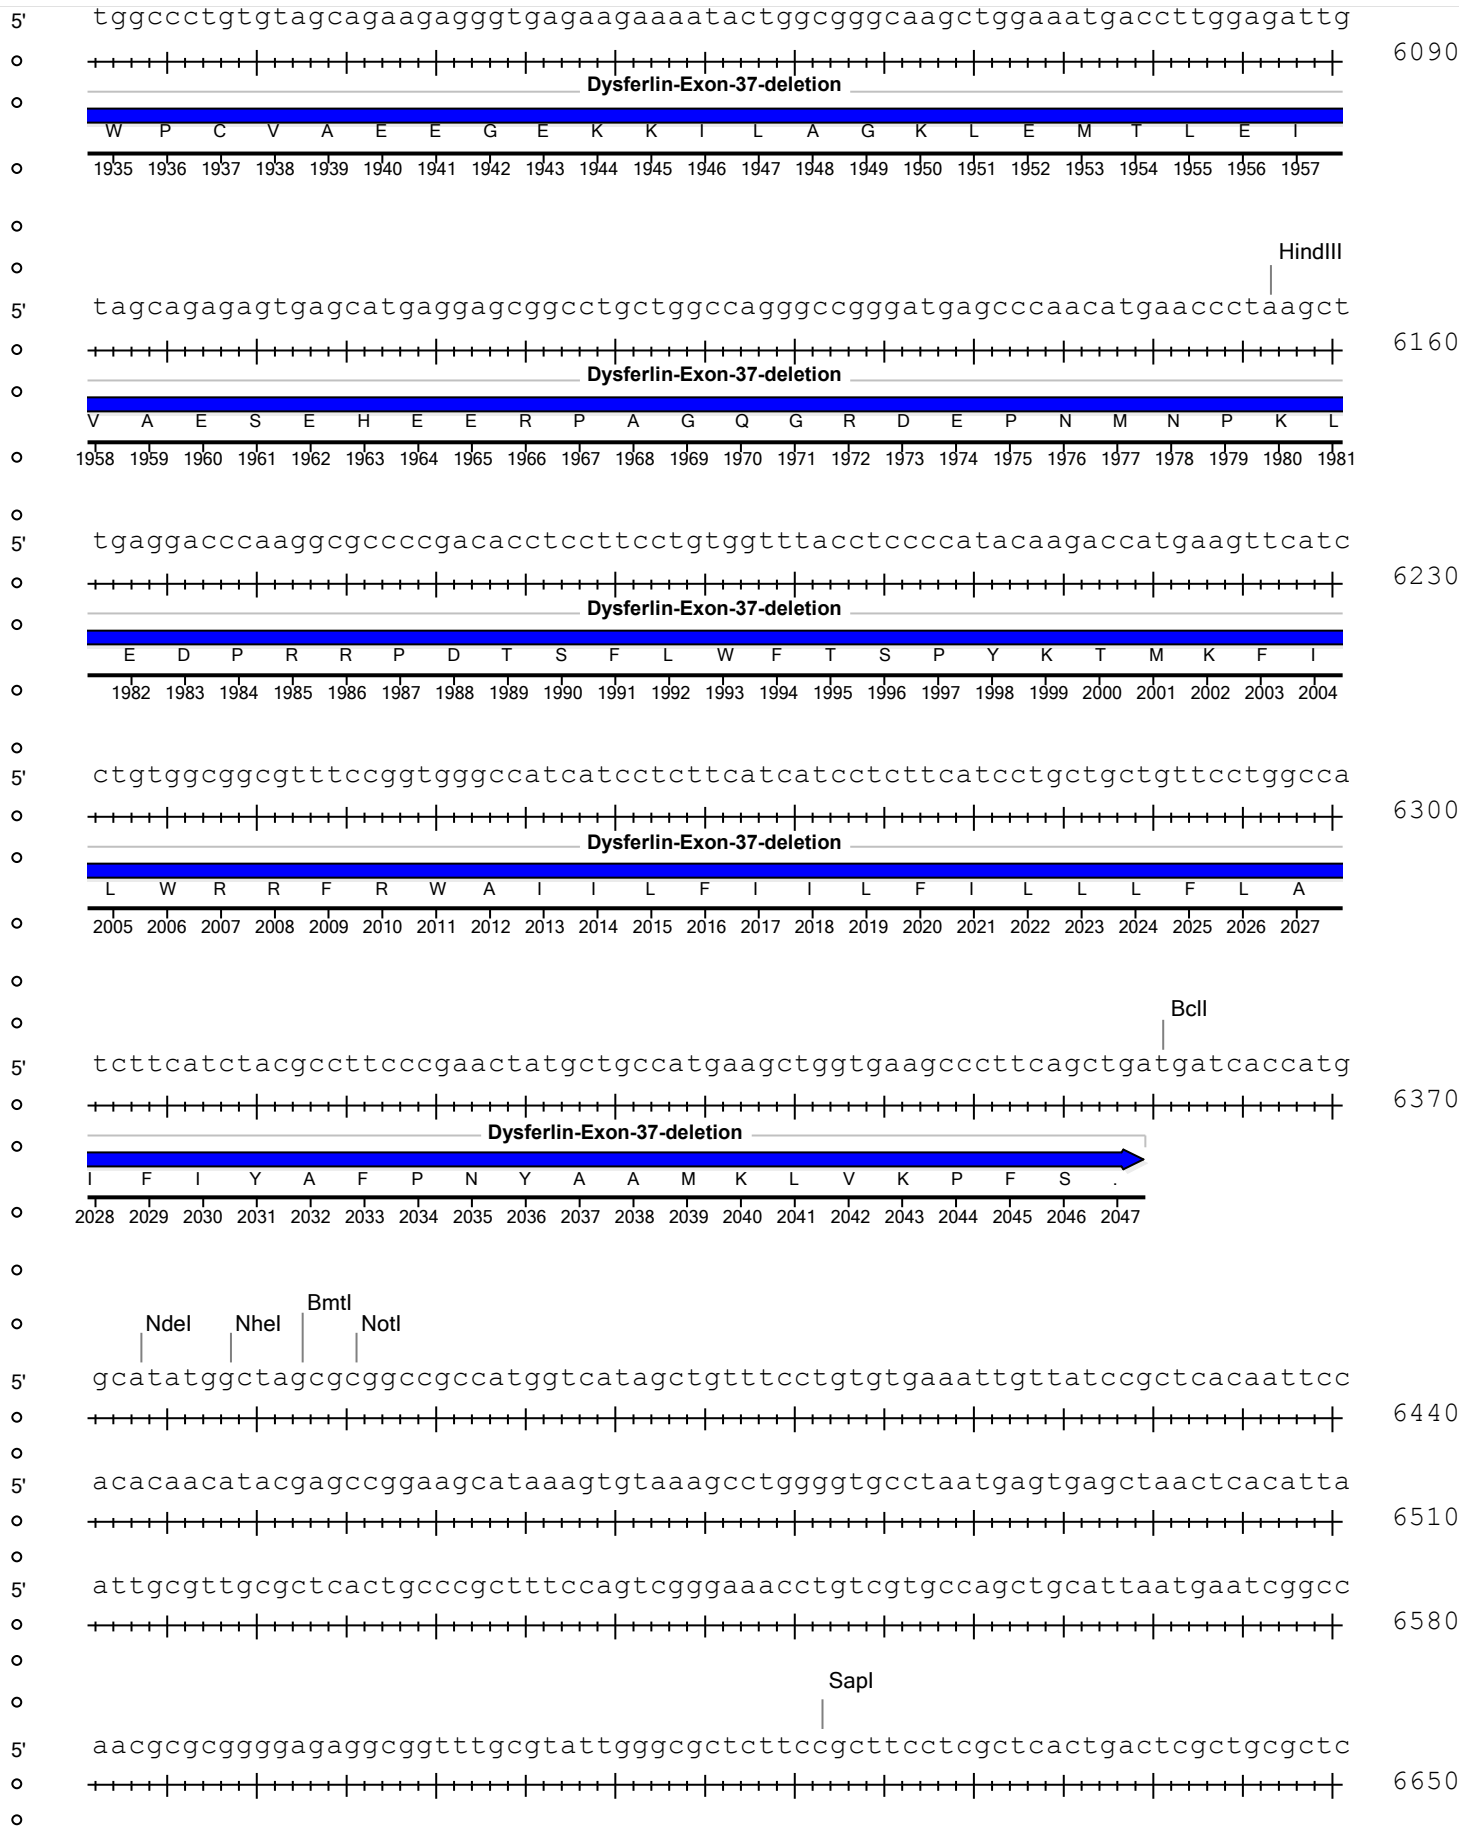 5' tggccctgtgtagcagaagagggtgagaagaaaatactggcgggcaagctggaaatgaccttggagattg
6090
Dysferlin-Exon-37-deletion
W P C V A E E G E K K I L A G K L E M T L E I
1935 1936 1937 1938 1939 1940 1941 1942 1943 1944 1945 1946 1947 1948 1949 1950 1951 1952 1953 1954 1955 1956 1957
HindIII
5' tagcagagagtgagcatgaggagcggcctgctggccagggccgggatgagcccaacatgaaccctaagct
6160
Dysferlin-Exon-37-deletion
V A E S E H E E R P A G Q G R D E P N M N P K L
1958 1959 1960 1961 1962 1963 1964 1965 1966 1967 1968 1969 1970 1971 1972 1973 1974 1975 1976 1977 1978 1979 1980 1981
5' tgaggacccaaggcgccccgacacctccttcctgtggtttacctccccatacaagaccatgaagttcatc
6230
Dysferlin-Exon-37-deletion
E D P R R P D T S F L W F T S P Y K T M K F I
1982 1983 1984 1985 1986 1987 1988 1989 1990 1991 1992 1993 1994 1995 1996 1997 1998 1999 2000 2001 2002 2003 2004
5' ctgtggcggcgtttccggtgggccatcatcctcttcatcatcctcttcatcctgctgctgttcctggcca
6300
Dysferlin-Exon-37-deletion
L W R R F R W A I I L F I I L F I L L L F L A
2005 2006 2007 2008 2009 2010 2011 2012 2013 2014 2015 2016 2017 2018 2019 2020 2021 2022 2023 2024 2025 2026 2027
BclI
5' tcttcatctacgccttcccgaactatgctgccatgaagctggtgaagcccttcagctgatgatcaccatg
6370
Dysferlin-Exon-37-deletion
I F I Y A F P N Y A A M K L V K P F S .
2028 2029 2030 2031 2032 2033 2034 2035 2036 2037 2038 2039 2040 2041 2042 2043 2044 2045 2046 2047
BmtI
NdeI NheI NotI
5' gcatatggctagcgcggccgccatggtcatagctgtttcctgtgtgaaattgttatccgctcacaattcc
6440
5' acacaacatacgagccggaagcataaagtgtaaagcctggggtgcctaatgagtgagctaactcacatta
6510
5' attgcgttgcgctcactgcccgctttccagtcgggaaacctgtcgtgccagctgcattaatgaatcggcc
6580
SapI
5' aacgcgcggggagaggcggtttgcgtattgggcgctcttccgcttcctcgctcactgactcgctgcgctc
6650